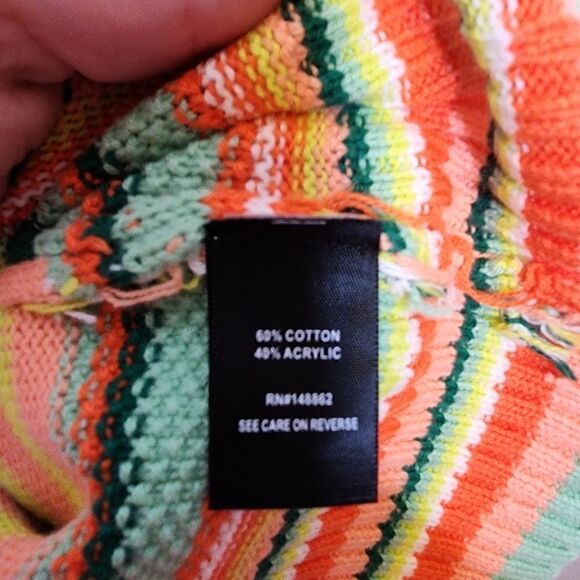 60% COTTON
40% ACRYLIC
RN#148862
SEE CARE ON REVERSE